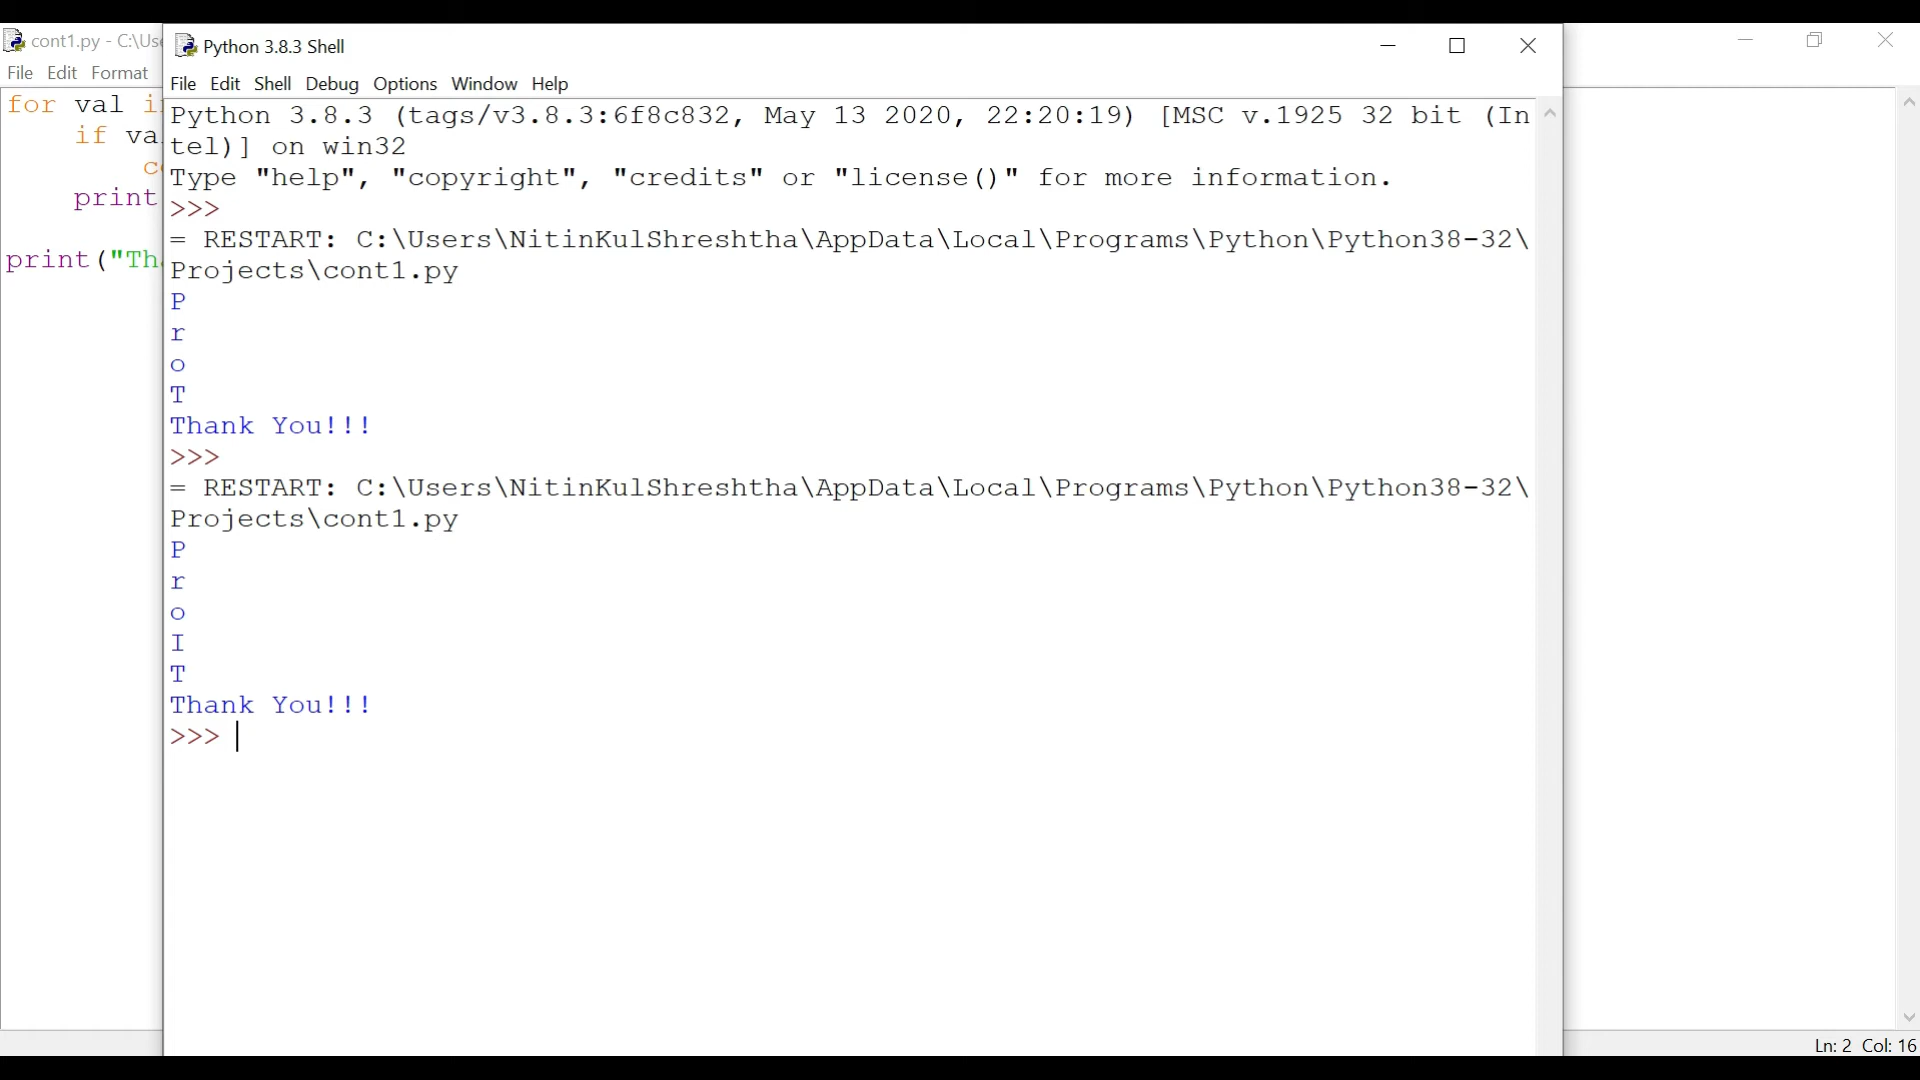 cont1.py - C:\Use
File Edit Format
for val in
if va
co
print
print("Tha
Python 3.8.3 Shell
File Edit Shell Debug Options Window Help
Python 3.8.3 (tags/v3.8.3:6f8c832, May 13 2020, 22:20:19) [MSC v.1925 32 bit (In
tel)] on win32
Type "help", "copyright", "credits" or "license()" for more information.
>>>
= RESTART: C:\Users\NitinKulShreshtha\AppData\Local\Programs\Python\Python38-32\
Projects\cont1.py
P
r
o
T
Thank You!!!
>>>
= RESTART: C:\Users\NitinKulShreshtha\AppData\Local\Programs\Python\Python38-32\
Projects\cont1.py
P
r
o
I
T
Thank You!!!
>>>
Ln: 2 Col: 16